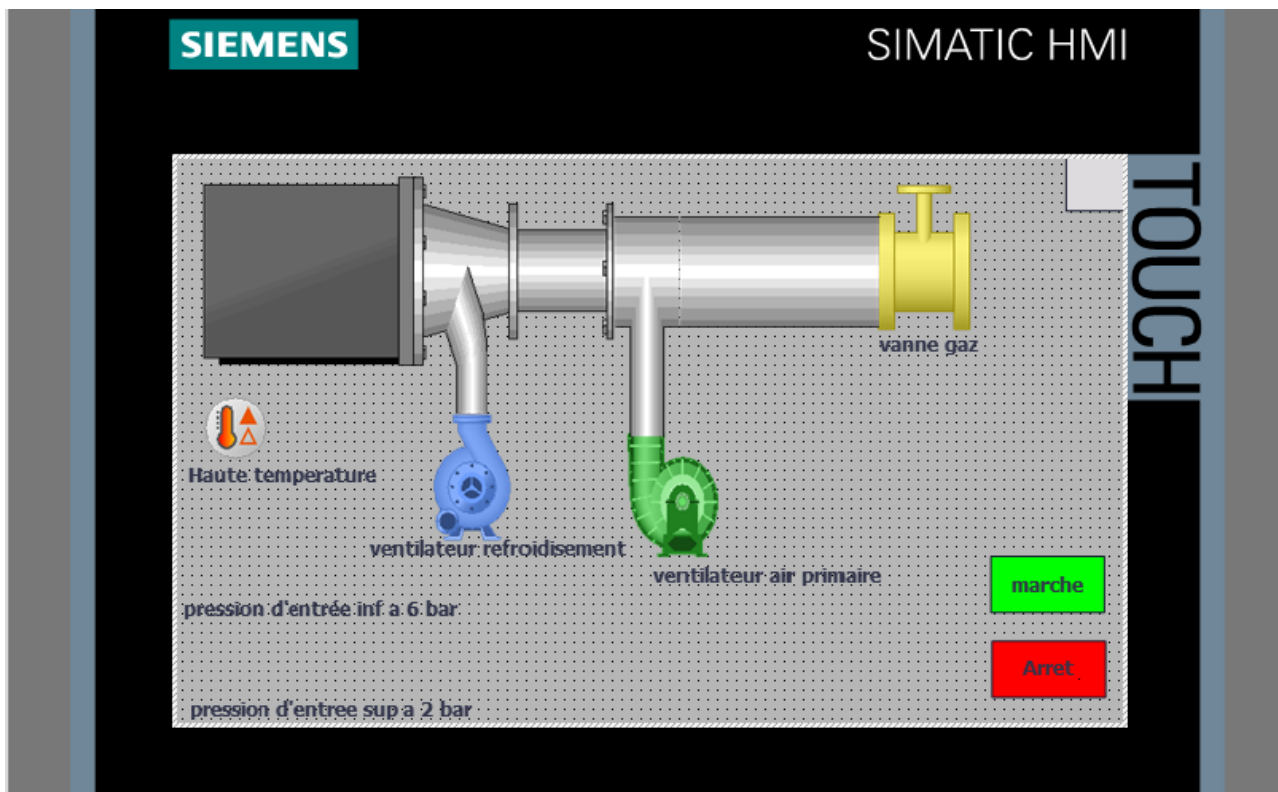 SIEMENS
SIMATIC HMI
TOUCH
vanne gaz
Haute temperature
ventilateur refroidisement
ventilateur air primaire
marche
pression d'entrée inf a 6 bar
Arret
pression d'entree sup a 2 bar